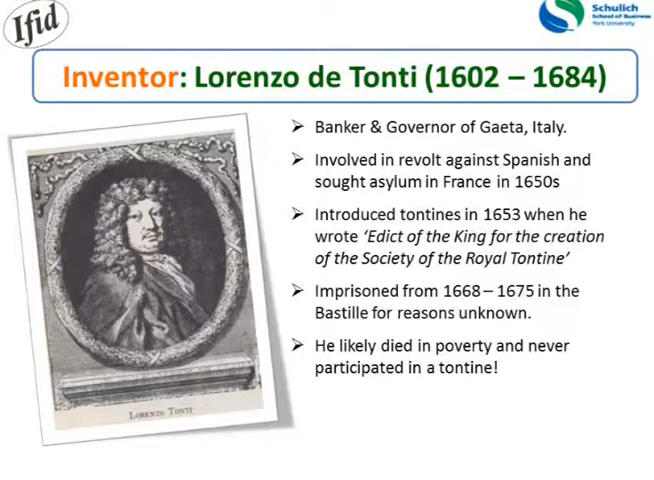 Ifid
Schulich
School of Business
York University
Inventor: Lorenzo de Tonti (1602 – 1684)
➢ Banker & Governor of Gaeta, Italy.
➢ Involved in revolt against Spanish and
sought asylum in France in 1650s
➢ Introduced tontines in 1653 when he
wrote ‘Edict of the King for the creation
of the Society of the Royal Tontine’
➢ Imprisoned from 1668 – 1675 in the
Bastille for reasons unknown.
➢ He likely died in poverty and never
participated in a tontine!
LORENZO TONTI